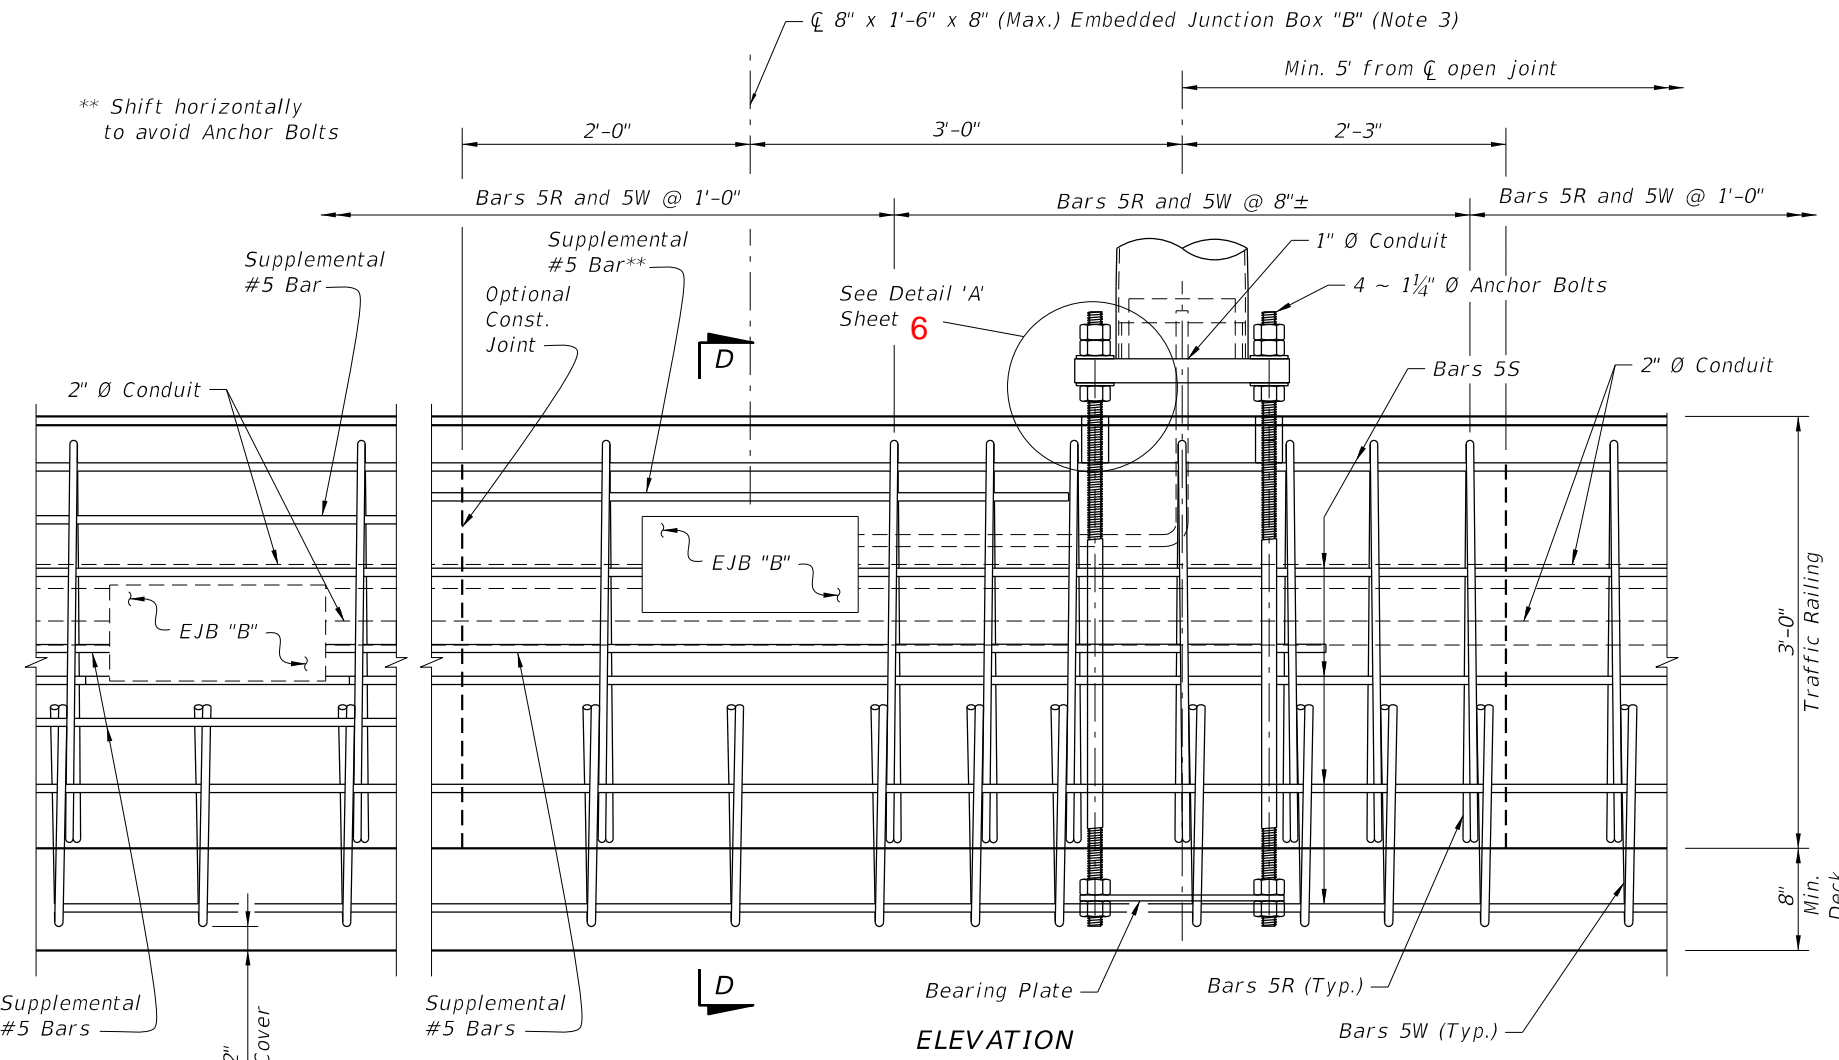 ℄ 8" x 1'-6" x 8" (Max.) Embedded Junction Box "B" (Note 3)
Min. 5' from ℄ open joint
** Shift horizontally
to avoid Anchor Bolts
2'-0"
3'-0"
2'-3"
Bars 5R and 5W @ 1'-0"
Bars 5R and 5W @ 8"±
Bars 5R and 5W @ 1'-0"
Supplemental
#5 Bar
Supplemental
#5 Bar**
Optional
Const.
Joint
See Detail 'A'
Sheet 6
1" Ø Conduit
4 ~ 1¼" Ø Anchor Bolts
D
2" Ø Conduit
Bars 5S
2" Ø Conduit
EJB "B"
EJB "B"
3'-0"
Traffic Railing
8"
Min.
Deck
Supplemental
#5 Bars
2"
Cover
Supplemental
#5 Bars
D
Bearing Plate
Bars 5R (Typ.)
Bars 5W (Typ.)
ELEVATION